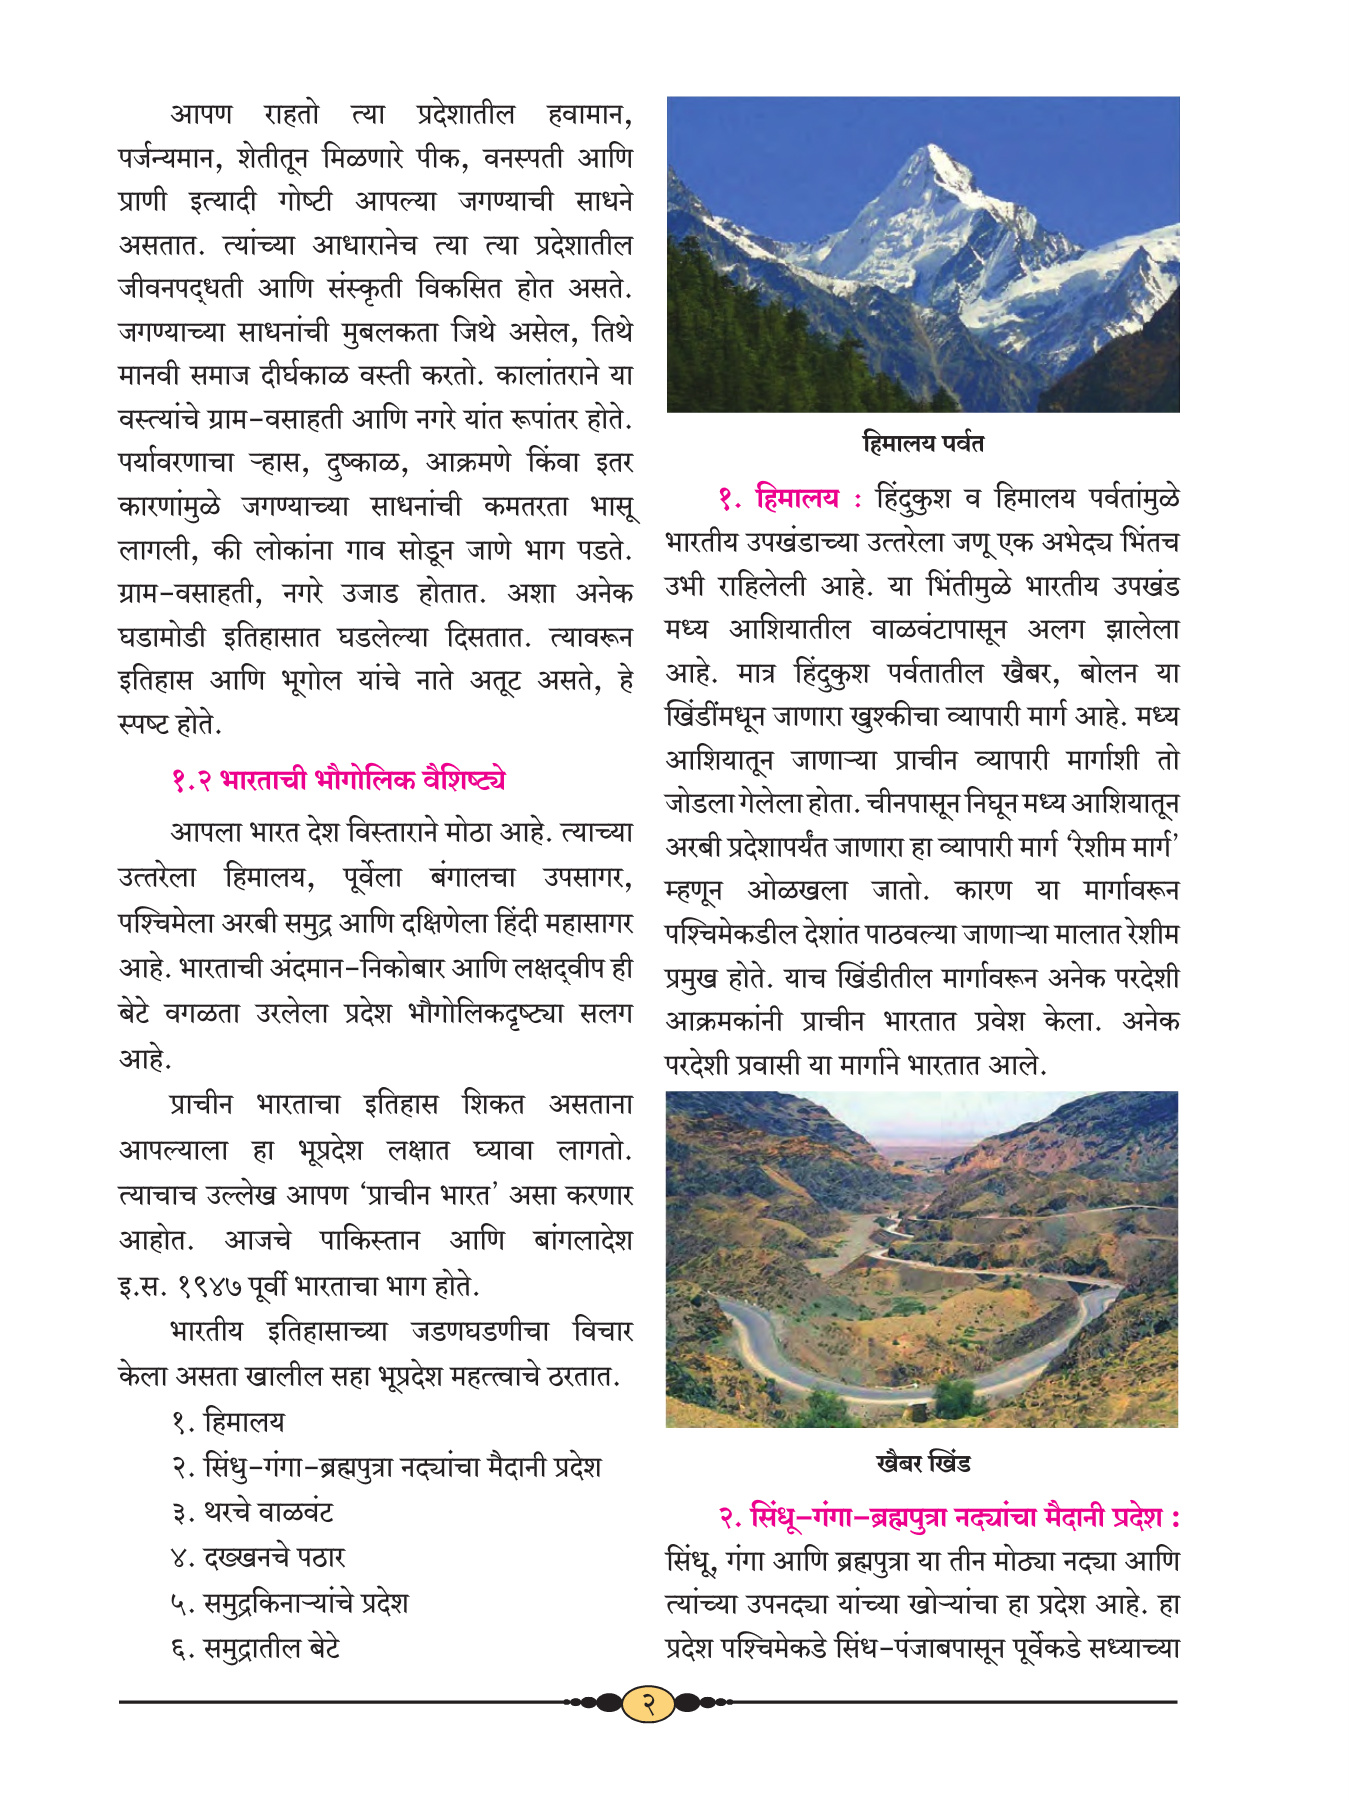 आपण राहतो त्या प्रदेशातील हवामान,
पर्जन्यमान, शेतीतून मिळणारे पीक, वनस्पती आणि
प्राणी इत्यादी गोष्टी आपल्या जगण्याची साधने
असतात. त्यांच्या आधारानेच त्या त्या प्रदेशातील
जीवनपद्धती आणि संस्कृती विकसित होत असते.
जगण्याच्या साधनांची मुबलकता जिथे असेल, तिथे
मानवी समाज दीर्घकाळ वस्ती करतो. कालांतराने या
वस्त्यांचे ग्राम-वसाहती आणि नगरे यांत रूपांतर होते.
पर्यावरणाचा ऱ्हास, दुष्काळ, आक्रमणे किंवा इतर
कारणांमुळे जगण्याच्या साधनांची कमतरता भासू
लागली, की लोकांना गाव सोडून जाणे भाग पडते.
ग्राम-वसाहती, नगरे उजाड होतात. अशा अनेक
घडामोडी इतिहासात घडलेल्या दिसतात. त्यावरून
इतिहास आणि भूगोल यांचे नाते अतूट असते, हे
स्पष्ट होते.
१.२ भारताची भौगोलिक वैशिष्ट्ये
आपला भारत देश विस्ताराने मोठा आहे. त्याच्या
उत्तरेला हिमालय, पूर्वेला बंगालचा उपसागर,
पश्चिमेला अरबी समुद्र आणि दक्षिणेला हिंदी महासागर
आहे. भारताची अंदमान-निकोबार आणि लक्षद्वीप ही
बेटे वगळता उरलेला प्रदेश भौगोलिकदृष्ट्या सलग
आहे.
प्राचीन भारताचा इतिहास शिकत असताना
आपल्याला हा भूप्रदेश लक्षात घ्यावा लागतो.
त्याचाच उल्लेख आपण ‘प्राचीन भारत’ असा करणार
आहोत. आजचे पाकिस्तान आणि बांगलादेश
इ.स. १९४७ पूर्वी भारताचा भाग होते.
भारतीय इतिहासाच्या जडणघडणीचा विचार
केला असता खालील सहा भूप्रदेश महत्त्वाचे ठरतात.
१. हिमालय
२. सिंधु-गंगा-ब्रह्मपुत्रा नद्यांचा मैदानी प्रदेश
३. थरचे वाळवंट
४. दख्खनचे पठार
५. समुद्रकिनाऱ्यांचे प्रदेश
६. समुद्रातील बेटे
हिमालय पर्वत
१. हिमालय : हिंदुकुश व हिमालय पर्वतांमुळे
भारतीय उपखंडाच्या उत्तरेला जणू एक अभेद्य भिंतच
उभी राहिलेली आहे. या भिंतीमुळे भारतीय उपखंड
मध्य आशियातील वाळवंटापासून अलग झालेला
आहे. मात्र हिंदुकुश पर्वतातील खैबर, बोलन या
खिंडींमधून जाणारा खुश्कीचा व्यापारी मार्ग आहे. मध्य
आशियातून जाणाऱ्या प्राचीन व्यापारी मार्गाशी तो
जोडला गेलेला होता. चीनपासून निघून मध्य आशियातून
अरबी प्रदेशापर्यंत जाणारा हा व्यापारी मार्ग ‘रेशीम मार्ग’
म्हणून ओळखला जातो. कारण या मार्गावरून
पश्चिमेकडील देशांत पाठवल्या जाणाऱ्या मालात रेशीम
प्रमुख होते. याच खिंडीतील मार्गावरून अनेक परदेशी
आक्रमकांनी प्राचीन भारतात प्रवेश केला. अनेक
परदेशी प्रवासी या मार्गाने भारतात आले.
खैबर खिंड
२. सिंधू-गंगा-ब्रह्मपुत्रा नद्यांचा मैदानी प्रदेश :
सिंधू, गंगा आणि ब्रह्मपुत्रा या तीन मोठ्या नद्या आणि
त्यांच्या उपनद्या यांच्या खोऱ्यांचा हा प्रदेश आहे. हा
प्रदेश पश्चिमेकडे सिंध-पंजाबपासून पूर्वेकडे सध्याच्या
२